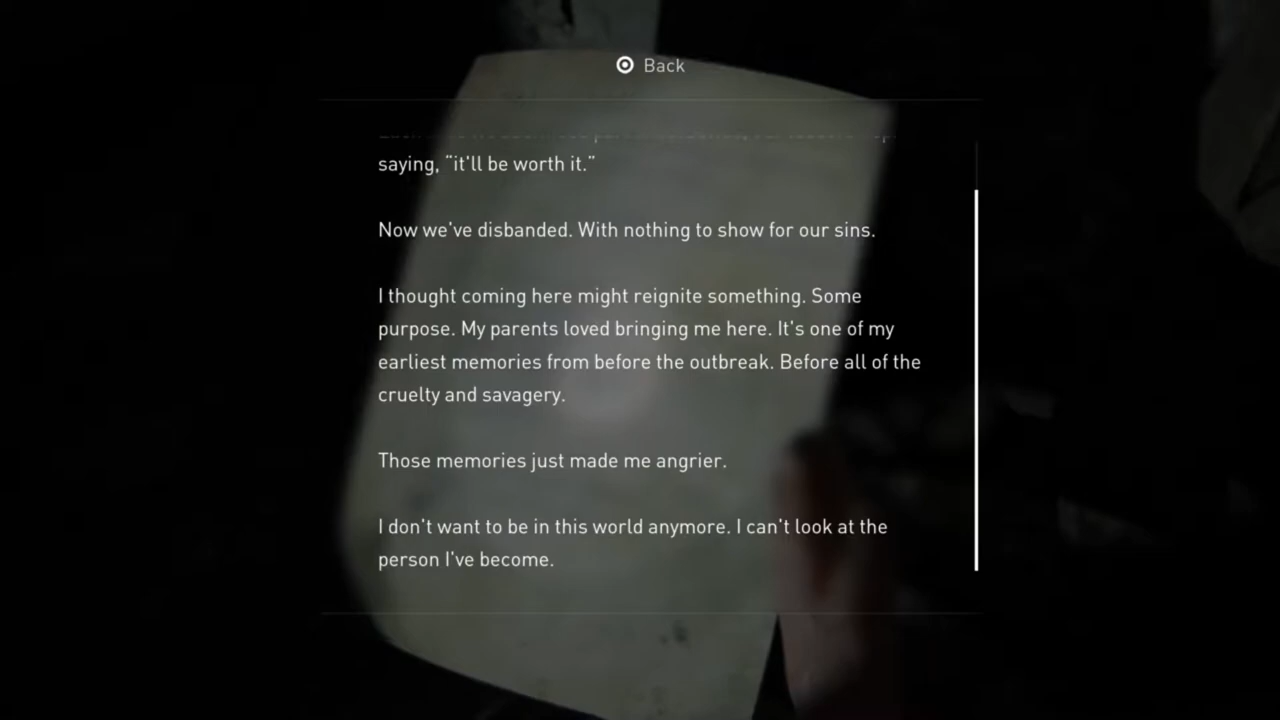 Back
saying, “it'll be worth it.”
Now we've disbanded. With nothing to show for our sins.
I thought coming here might reignite something. Some
purpose. My parents loved bringing me here. It's one of my
earliest memories from before the outbreak. Before all of the
cruelty and savagery.
Those memories just made me angrier.
I don't want to be in this world anymore. I can't look at the
person I've become.